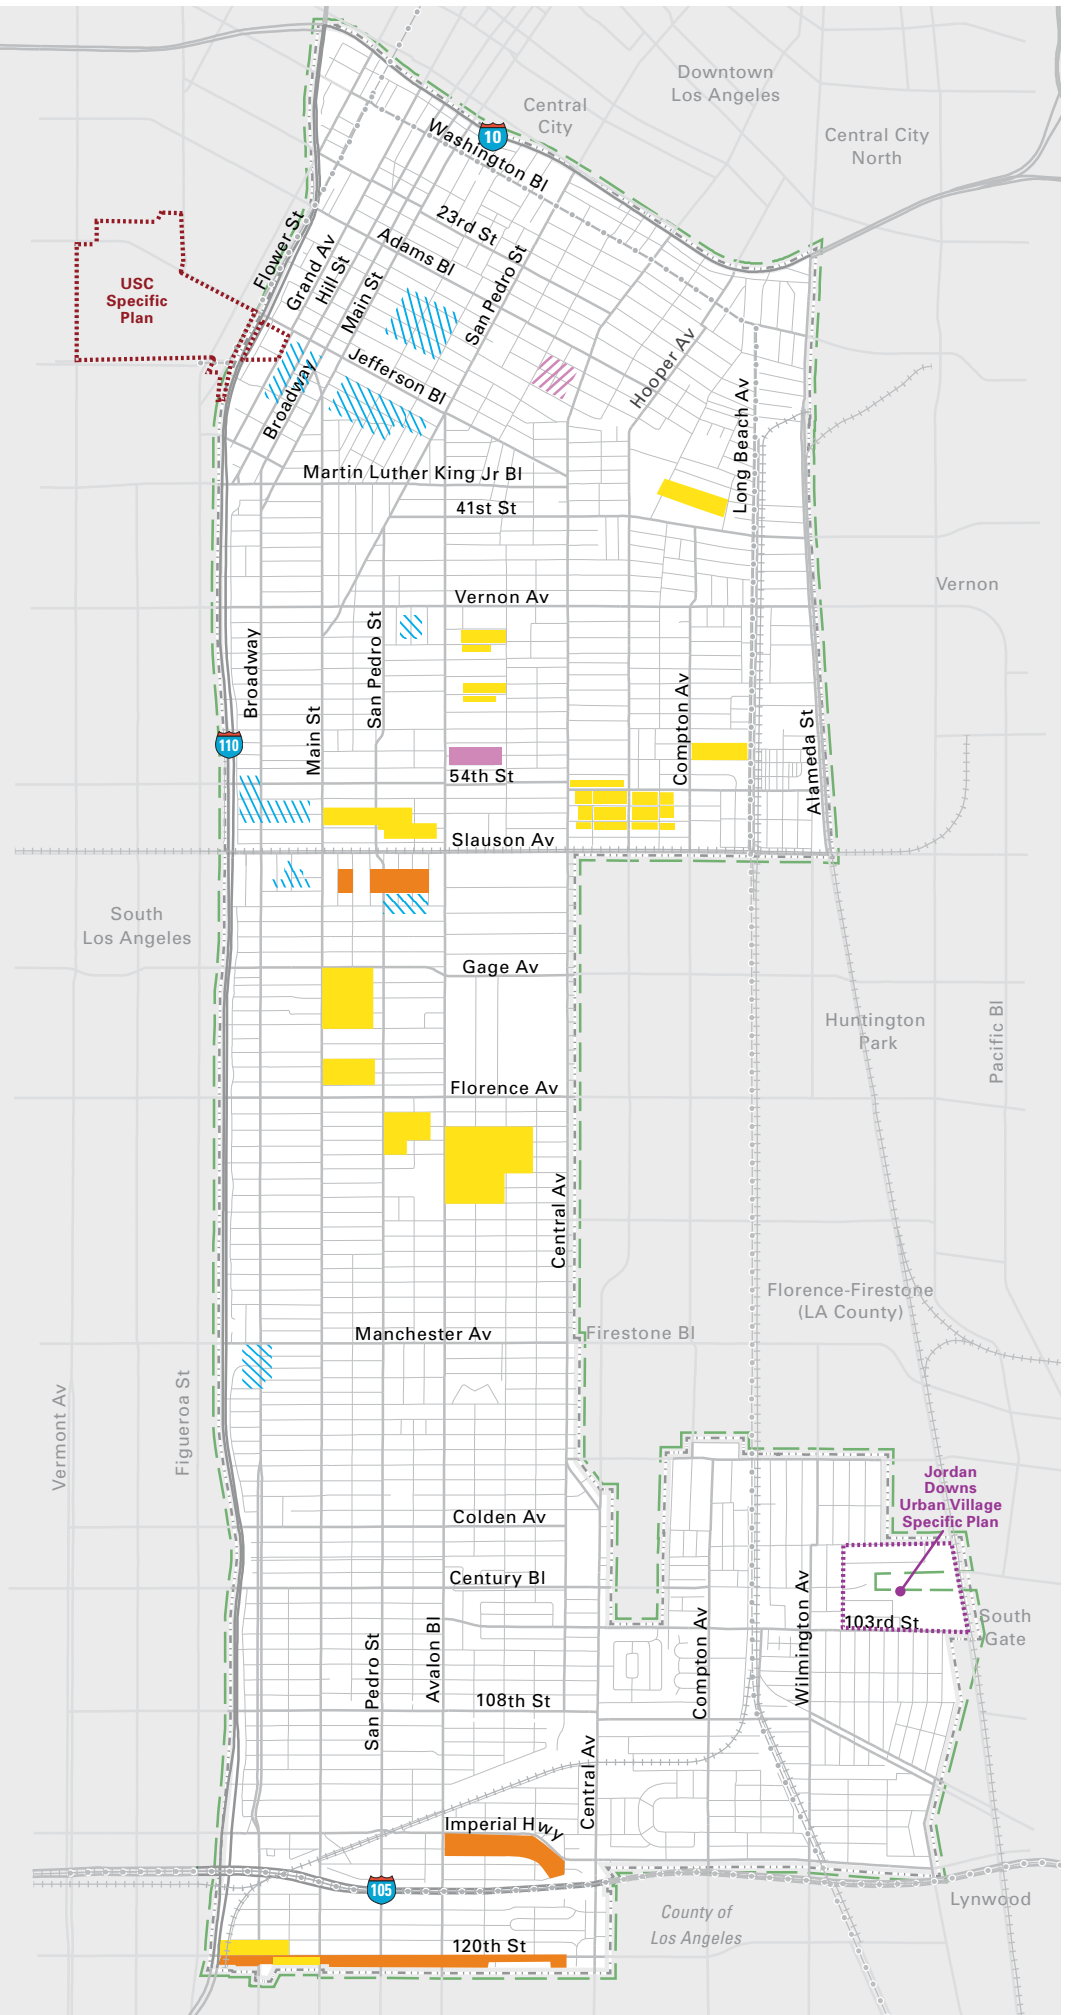 Downtown
Los Angeles
Central
City
10
Washington Bl
Central City
North
23rd St
Flower St
Adams Bl
Grand Av
Hill St
San Pedro St
USC
Specific
Plan
Main St
Hooper Av
Jefferson Bl
Broadway
Long Beach Av
Martin Luther King Jr Bl
41st St
Vernon
Vernon Av
San Pedro St
Broadway
Compton Av
Main St
Alameda St
110
54th St
Slauson Av
South
Los Angeles
Gage Av
Huntington
Park
Pacific Bl
Florence Av
Central Av
Florence-Firestone
(LA County)
Manchester Av
Firestone Bl
Vermont Av
Figueroa St
Jordan
Downs
Urban Village
Specific Plan
Colden Av
Century Bl
Wilmington Av
Compton Av
103rd St
South
Gate
San Pedro St
Avalon Bl
108th St
Central Av
Imperial Hwy
105
Lynwood
County of
Los Angeles
120th St